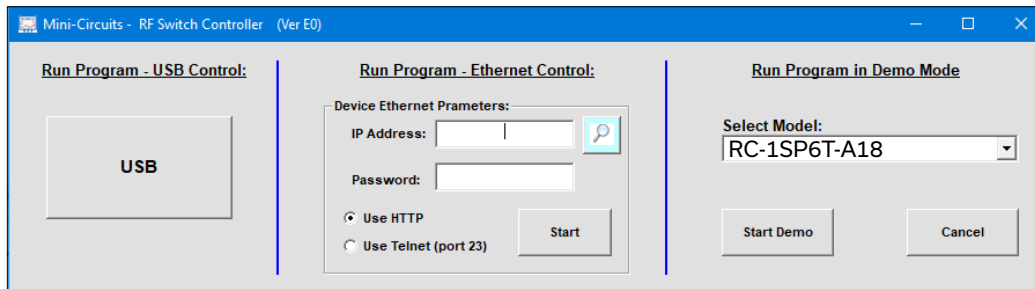 Mini-Circuits - RF Switch Controller (Ver E0)
Run Program - USB Control:
USB
Run Program - Ethernet Control:
Device Ethernet Prameters:
IP Address:
Password:
Use HTTP
Use Telnet (port 23)
Start
Run Program in Demo Mode
Select Model:
RC-1SP6T-A18
Start Demo
Cancel